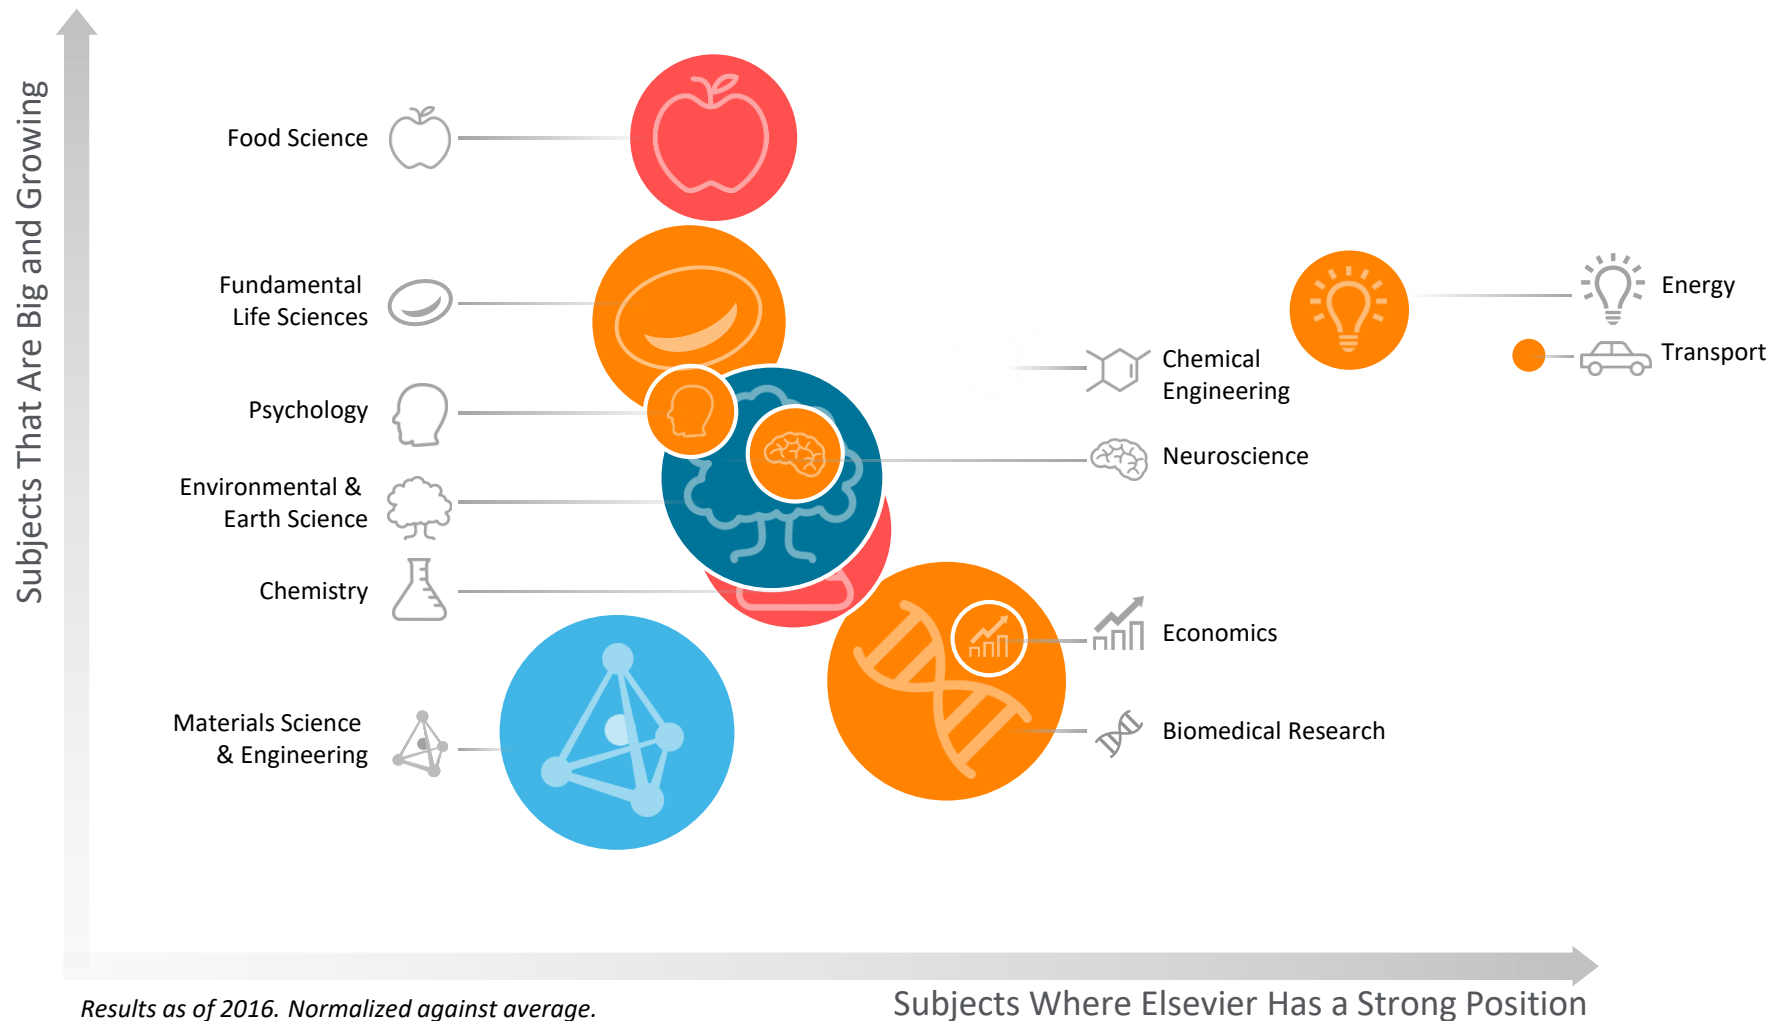 Subjects That Are Big and Growing
Food Science
Fundamental
Life Sciences
Psychology
Environmental &
Earth Science
Chemistry
Materials Science
& Engineering
Chemical
Engineering
Neuroscience
Economics
Biomedical Research
Energy
Transport
Results as of 2016. Normalized against average.
Subjects Where Elsevier Has a Strong Position